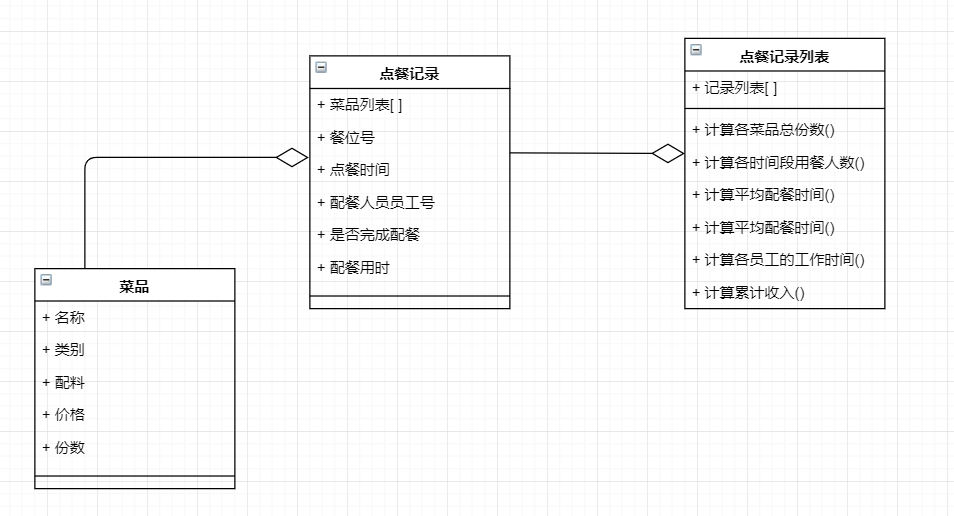 点餐记录
+ 菜品列表[ ]
+ 餐位号
+ 点餐时间
+ 配餐人员员工号
+ 是否完成配餐
+ 配餐用时
点餐记录列表
+ 记录列表[ ]
+ 计算各菜品总份数()
+ 计算各时间段用餐人数()
+ 计算平均配餐时间()
+ 计算平均配餐时间()
+ 计算各员工的工作时间()
+ 计算累计收入()
菜品
+ 名称
+ 类别
+ 配料
+ 价格
+ 份数